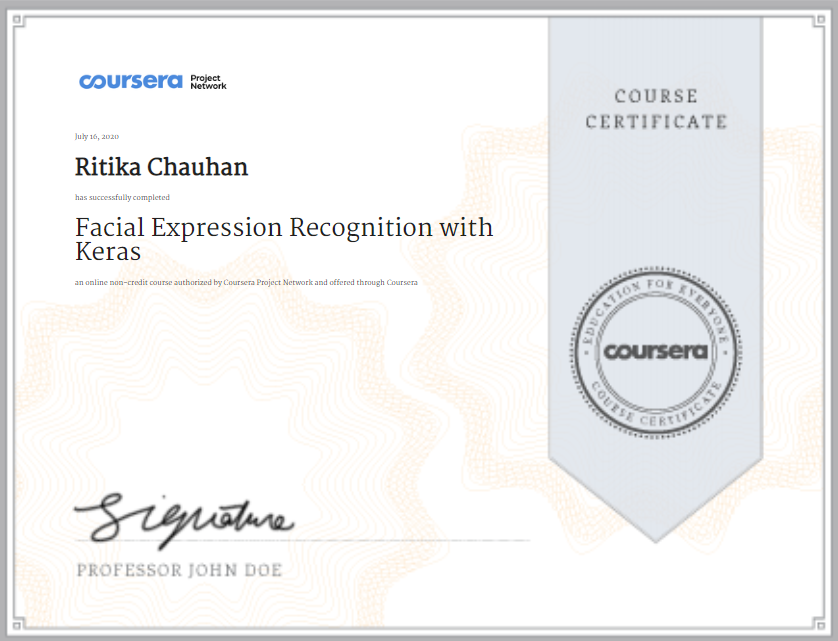 coursera Project Network
July 16, 2020
Ritika Chauhan
has successfully completed
Facial Expression Recognition with
Keras
an online non-credit course authorized by Coursera Project Network and offered through Coursera
COURSE
CERTIFICATE
EDUCATION FOR EVERYONE
coursera
COURSE CERTIFICATE
Signature
PROFESSOR JOHN DOE